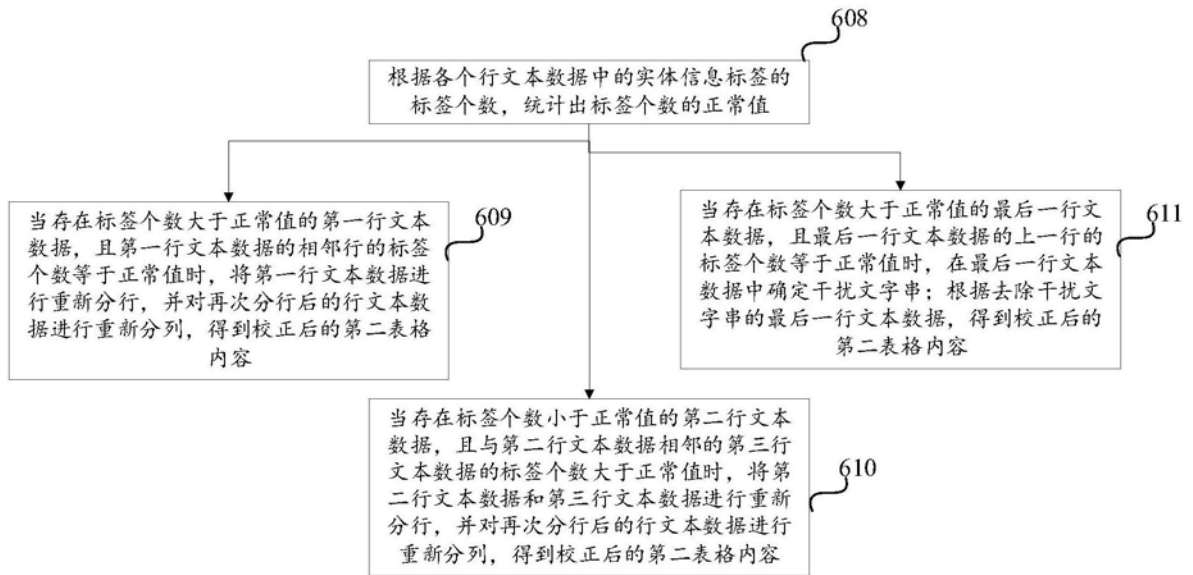 608
根据各个行文本数据中的实体信息标签的
标签个数，统计出标签个数的正常值
609
当存在标签个数大于正常值的第一行文本
数据，且第一行文本数据的相邻行的标签
个数等于正常值时，将第一行文本数据进
行重新分行，并对再次分行后的行文本数
据进行重新分列，得到校正后的第二表格
内容
611
当存在标签个数大于正常值的最后一行文
本数据，且最后一行文本数据的上一行的
标签个数等于正常值时，在最后一行文本
数据中确定干扰文字串；根据去除干扰文
字串的最后一行文本数据，得到校正后的
第二表格内容
610
当存在标签个数小于正常值的第二行文本
数据，且与第二行文本数据相邻的第三行
文本数据的标签个数大于正常值时，将第
二行文本数据和第三行文本数据进行重新
分行，并对再次分行后的行文本数据进行
重新分列，得到校正后的第二表格内容